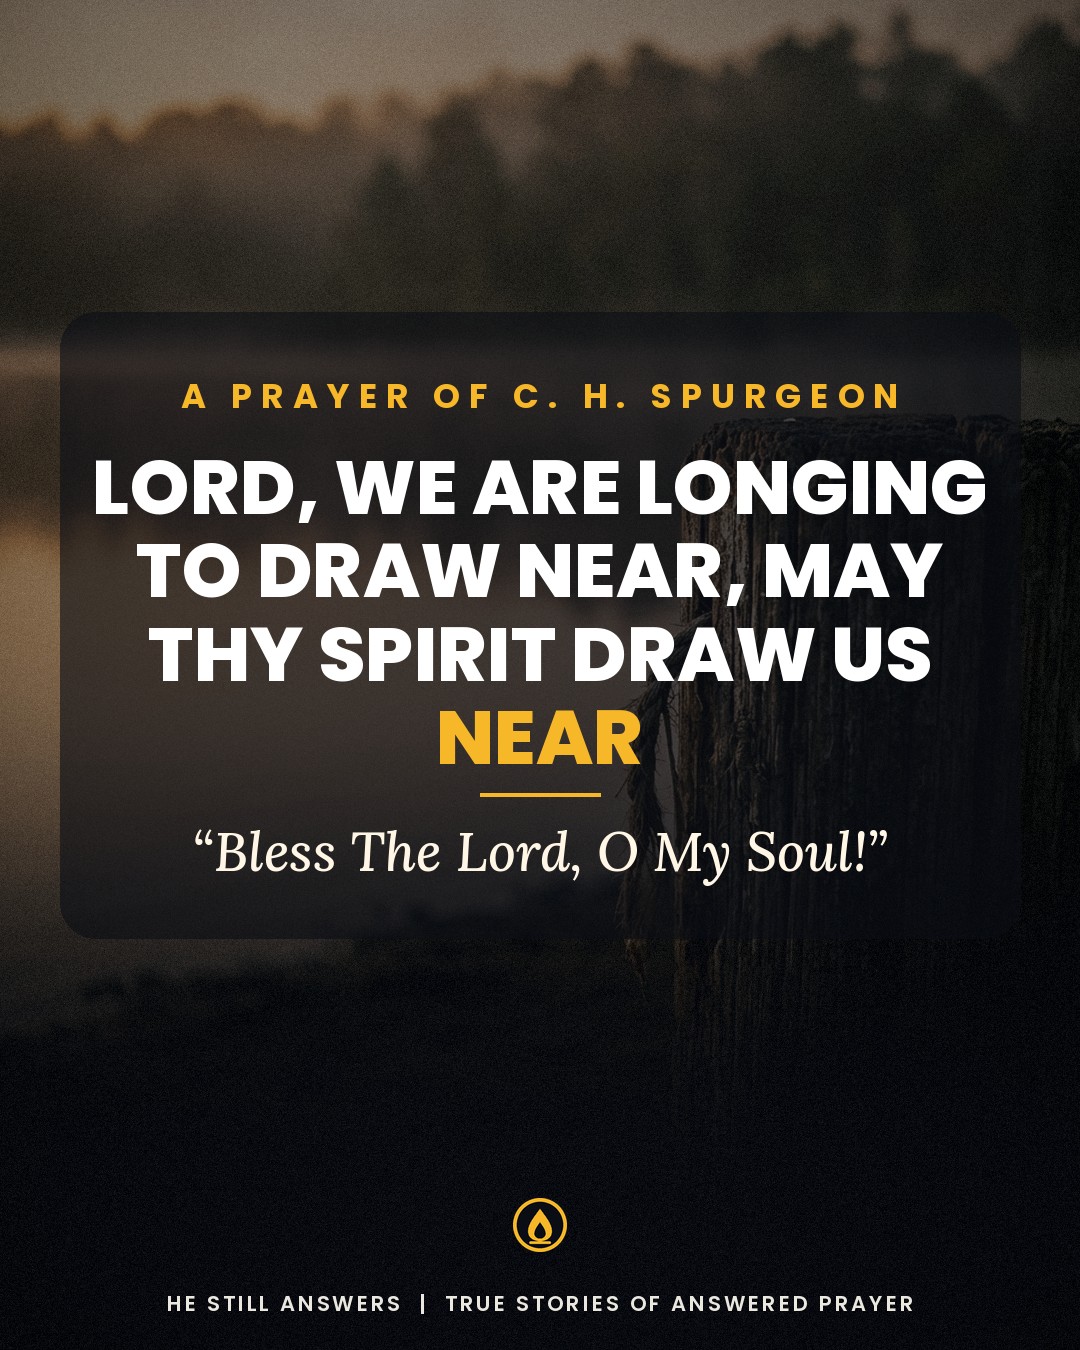 A PRAYER OF C. H. SPURGEON
LORD, WE ARE LONGING
TO DRAW NEAR, MAY
THY SPIRIT DRAW US
NEAR
“Bless The Lord, O My Soul!”
HE STILL ANSWERS | TRUE STORIES OF ANSWERED PRAYER